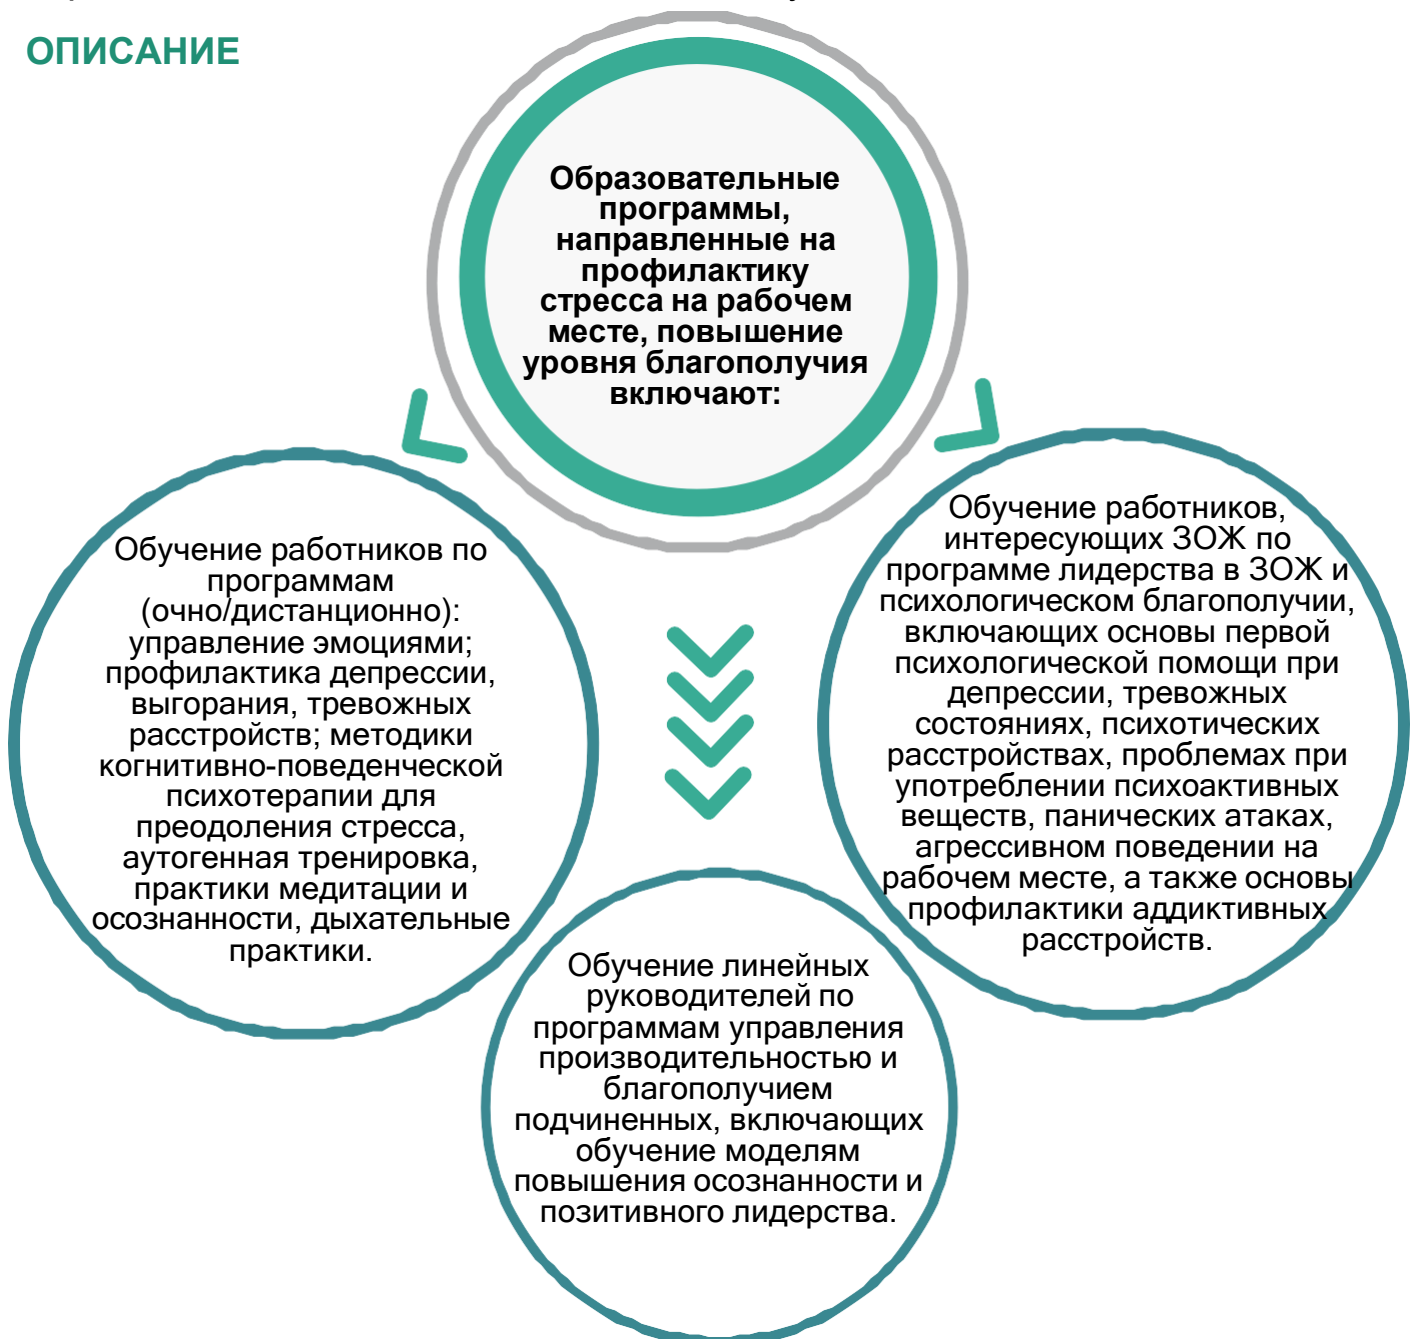 ОПИСАНИЕ
Образовательные
программы,
направленные на
профилактику
стресса на рабочем
месте, повышение
уровня благополучия
включают:
Обучение работников по
программам
(очно/дистанционно):
управление эмоциями;
профилактика депрессии,
выгорания, тревожных
расстройств; методики
когнитивно-поведенческой
психотерапии для
преодоления стресса,
аутогенная тренировка,
практики медитации и
осознанности, дыхательные
практики.
Обучение линейных
руководителей по
программам управления
производительностью и
благополучием
подчиненных, включающих
обучение моделям
повышения осознанности и
позитивного лидерства.
Обучение работников,
интересующих ЗОЖ по
программе лидерства в ЗОЖ и
психологическом благополучии,
включающих основы первой
психологической помощи при
депрессии, тревожных
состояниях, психотических
расстройствах, проблемах при
употреблении психоактивных
веществ, панических атаках,
агрессивном поведении на
рабочем месте, а также основы
профилактики аддиктивных
расстройств.